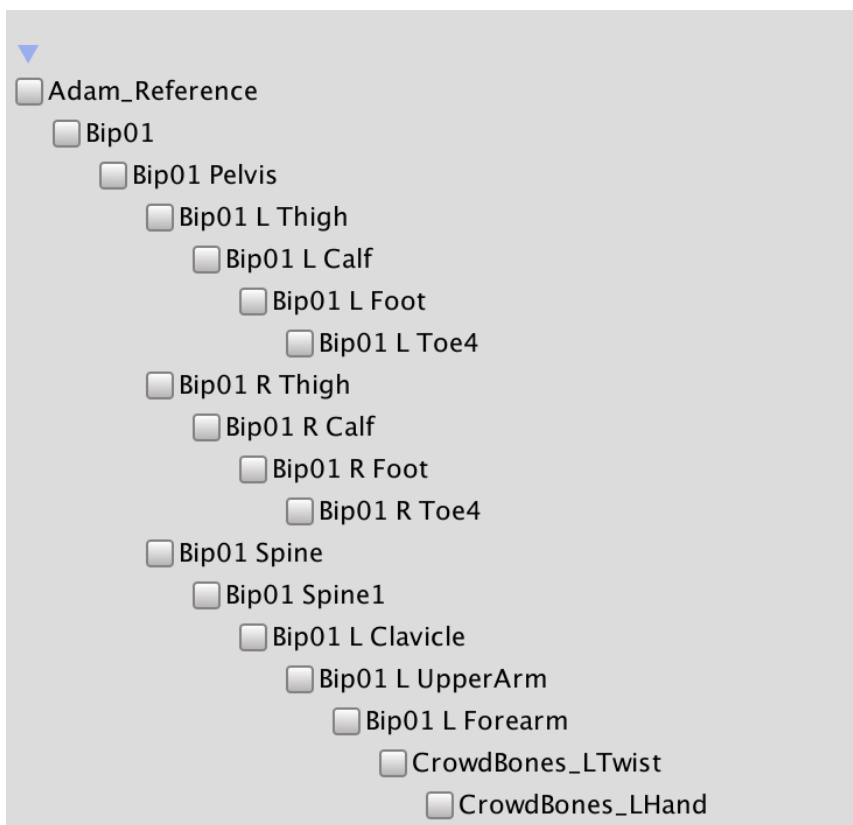 Adam_Reference
Bip01
Bip01 Pelvis
Bip01 L Thigh
Bip01 L Calf
Bip01 L Foot
Bip01 L Toe4
Bip01 R Thigh
Bip01 R Calf
Bip01 R Foot
Bip01 R Toe4
Bip01 Spine
Bip01 Spine1
Bip01 L Clavicle
Bip01 L UpperArm
Bip01 L Forearm
CrowdBones_LTwist
CrowdBones_LHand